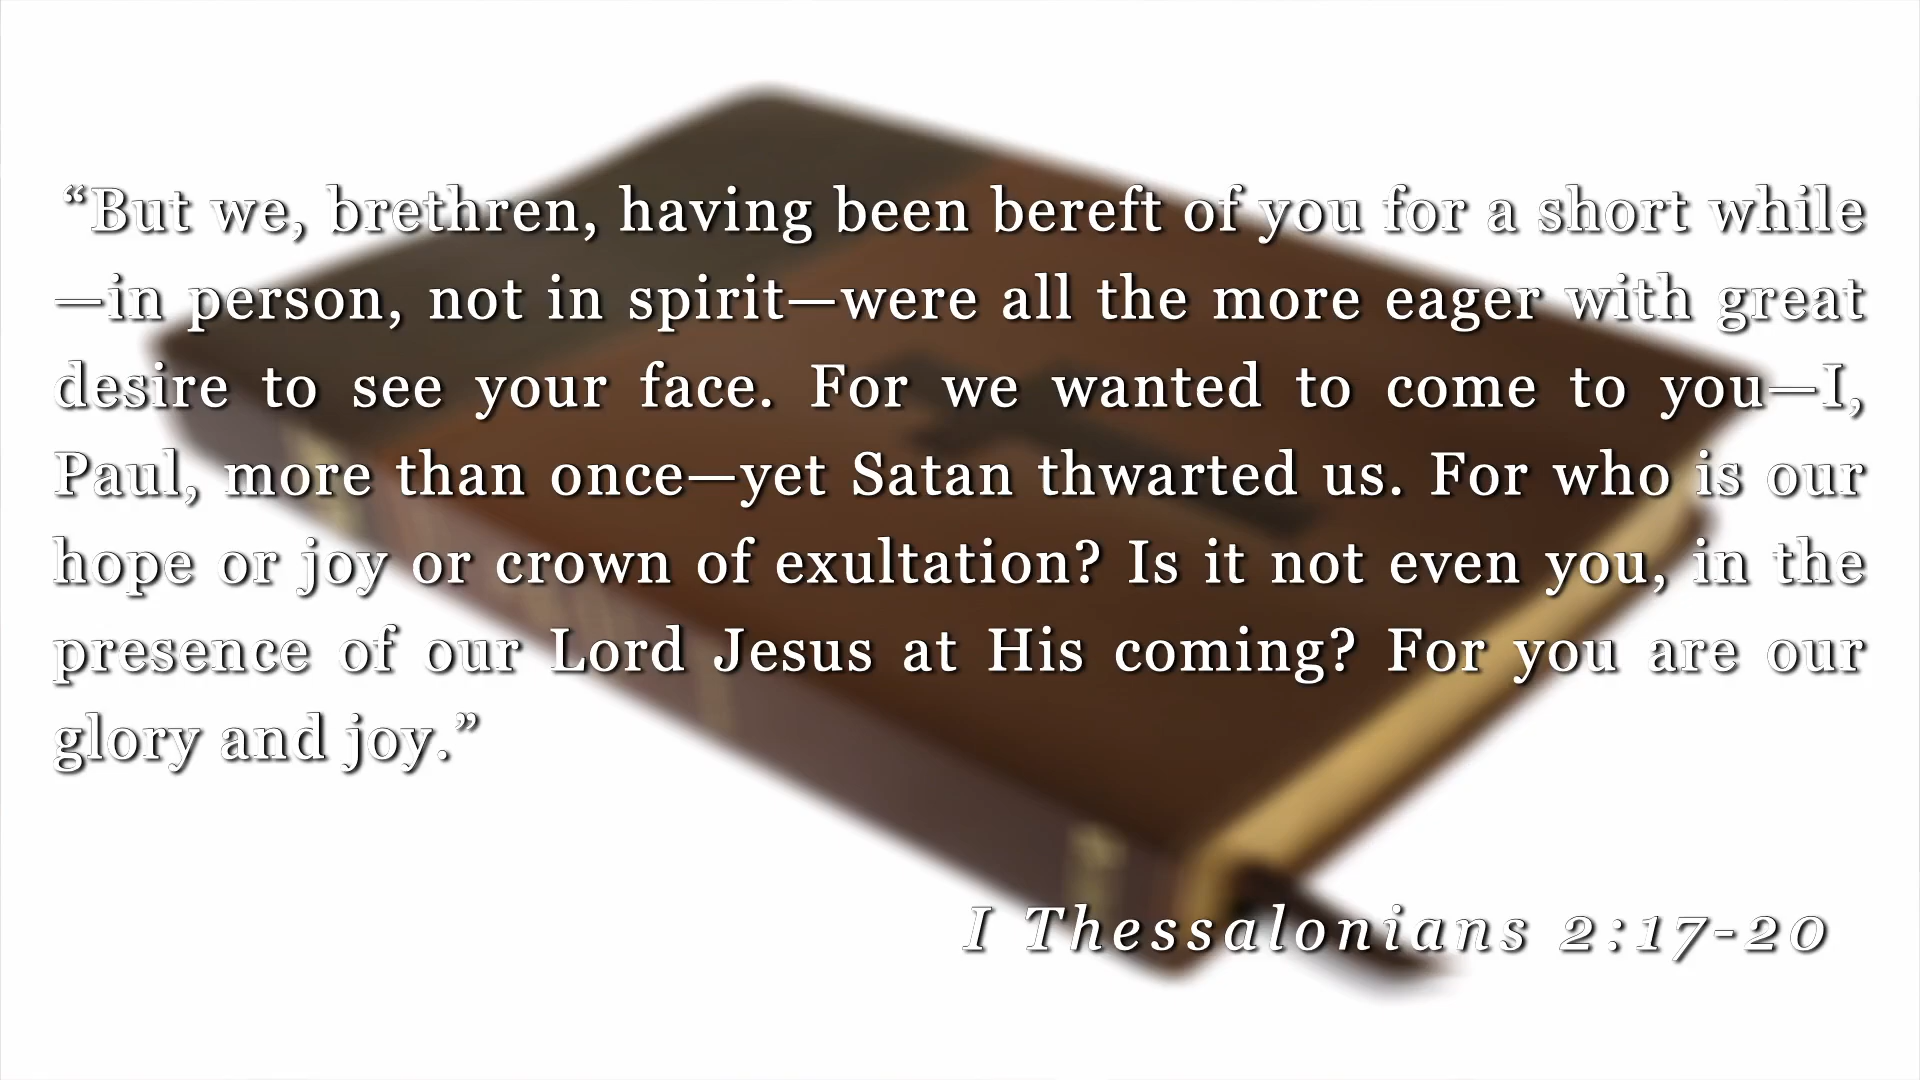 “But we, brethren, having been bereft of you for a short while
—in person, not in spirit—were all the more eager with great
desire to see your face. For we wanted to come to you—I,
Paul, more than once—yet Satan thwarted us. For who is our
hope or joy or crown of exultation? Is it not even you, in the
presence of our Lord Jesus at His coming? For you are our
glory and joy.”
I Thessalonians 2:17-20